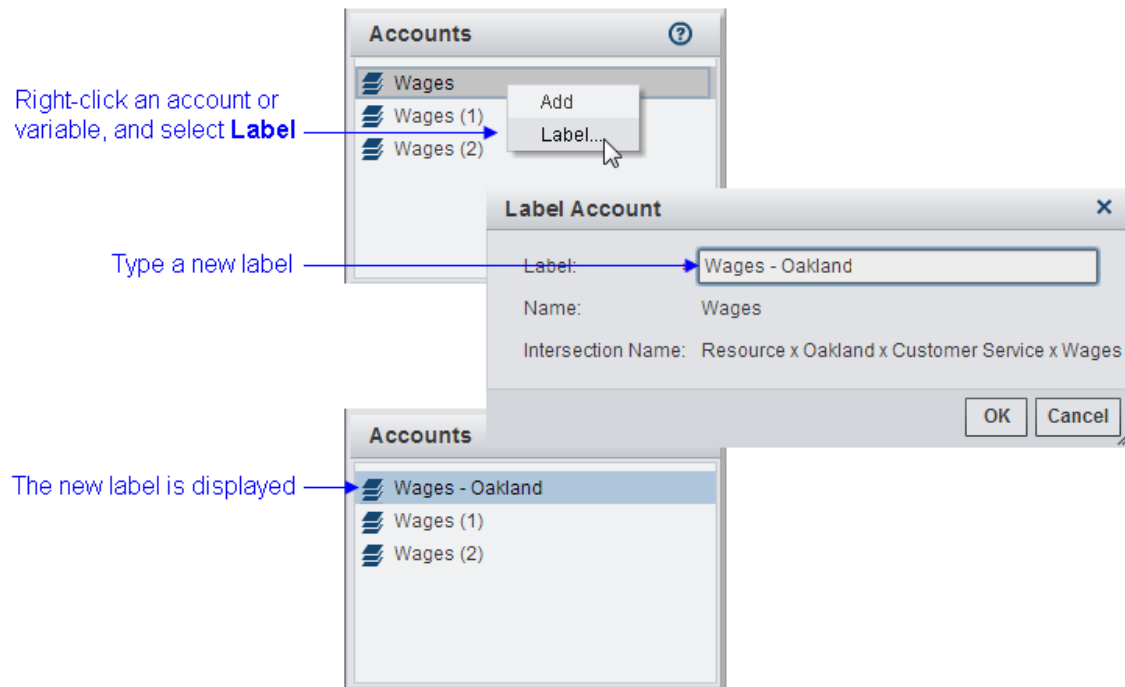 Accounts
Wages
Wages (1)
Wages (2)
Add
Label...
Right-click an account or
variable, and select Label
Label Account
Type a new label
Label:
Wages - Oakland
Name:
Wages
Intersection Name:
Resource x Oakland x Customer Service x Wages
OK
Cancel
Accounts
The new label is displayed
Wages - Oakland
Wages (1)
Wages (2)